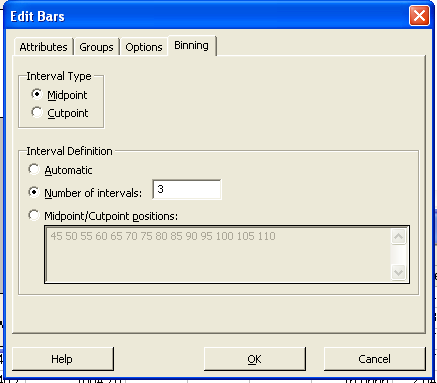 Edit Bars
Attributes Groups Options Binning
Interval Type
Midpoint
Cutpoint
Interval Definition
Automatic
Number of intervals: 3
Midpoint/Cutpoint positions:
45 50 55 60 65 70 75 80 85 90 95 100 105 110
Help OK Cancel